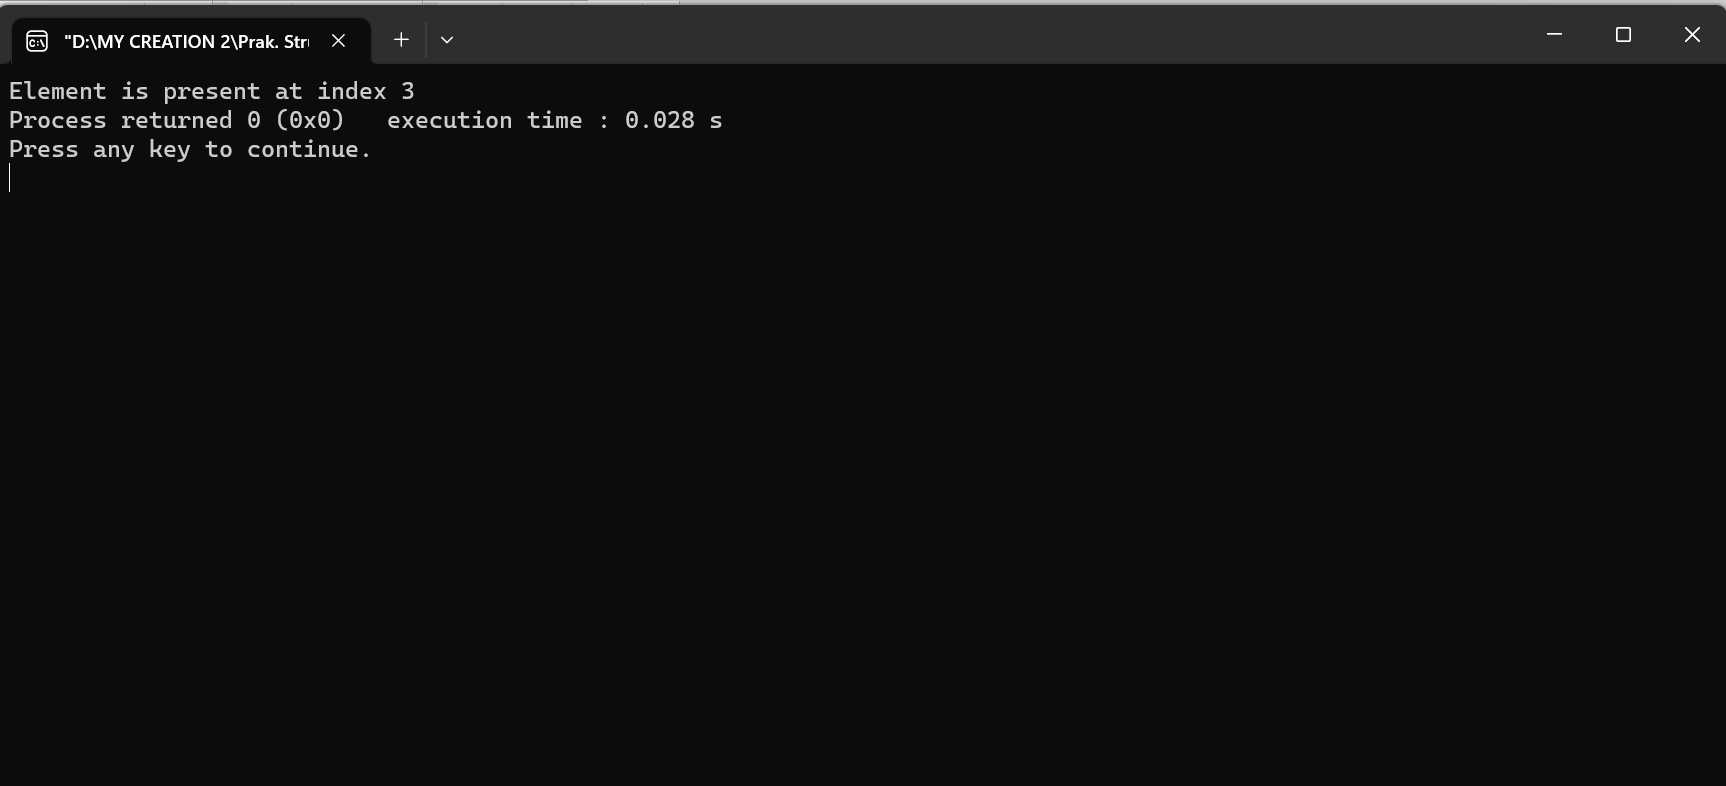 "D:\MY CREATION 2\Prak. Str
Element is present at index 3
Process returned 0 (0x0)   execution time : 0.028 s
Press any key to continue.